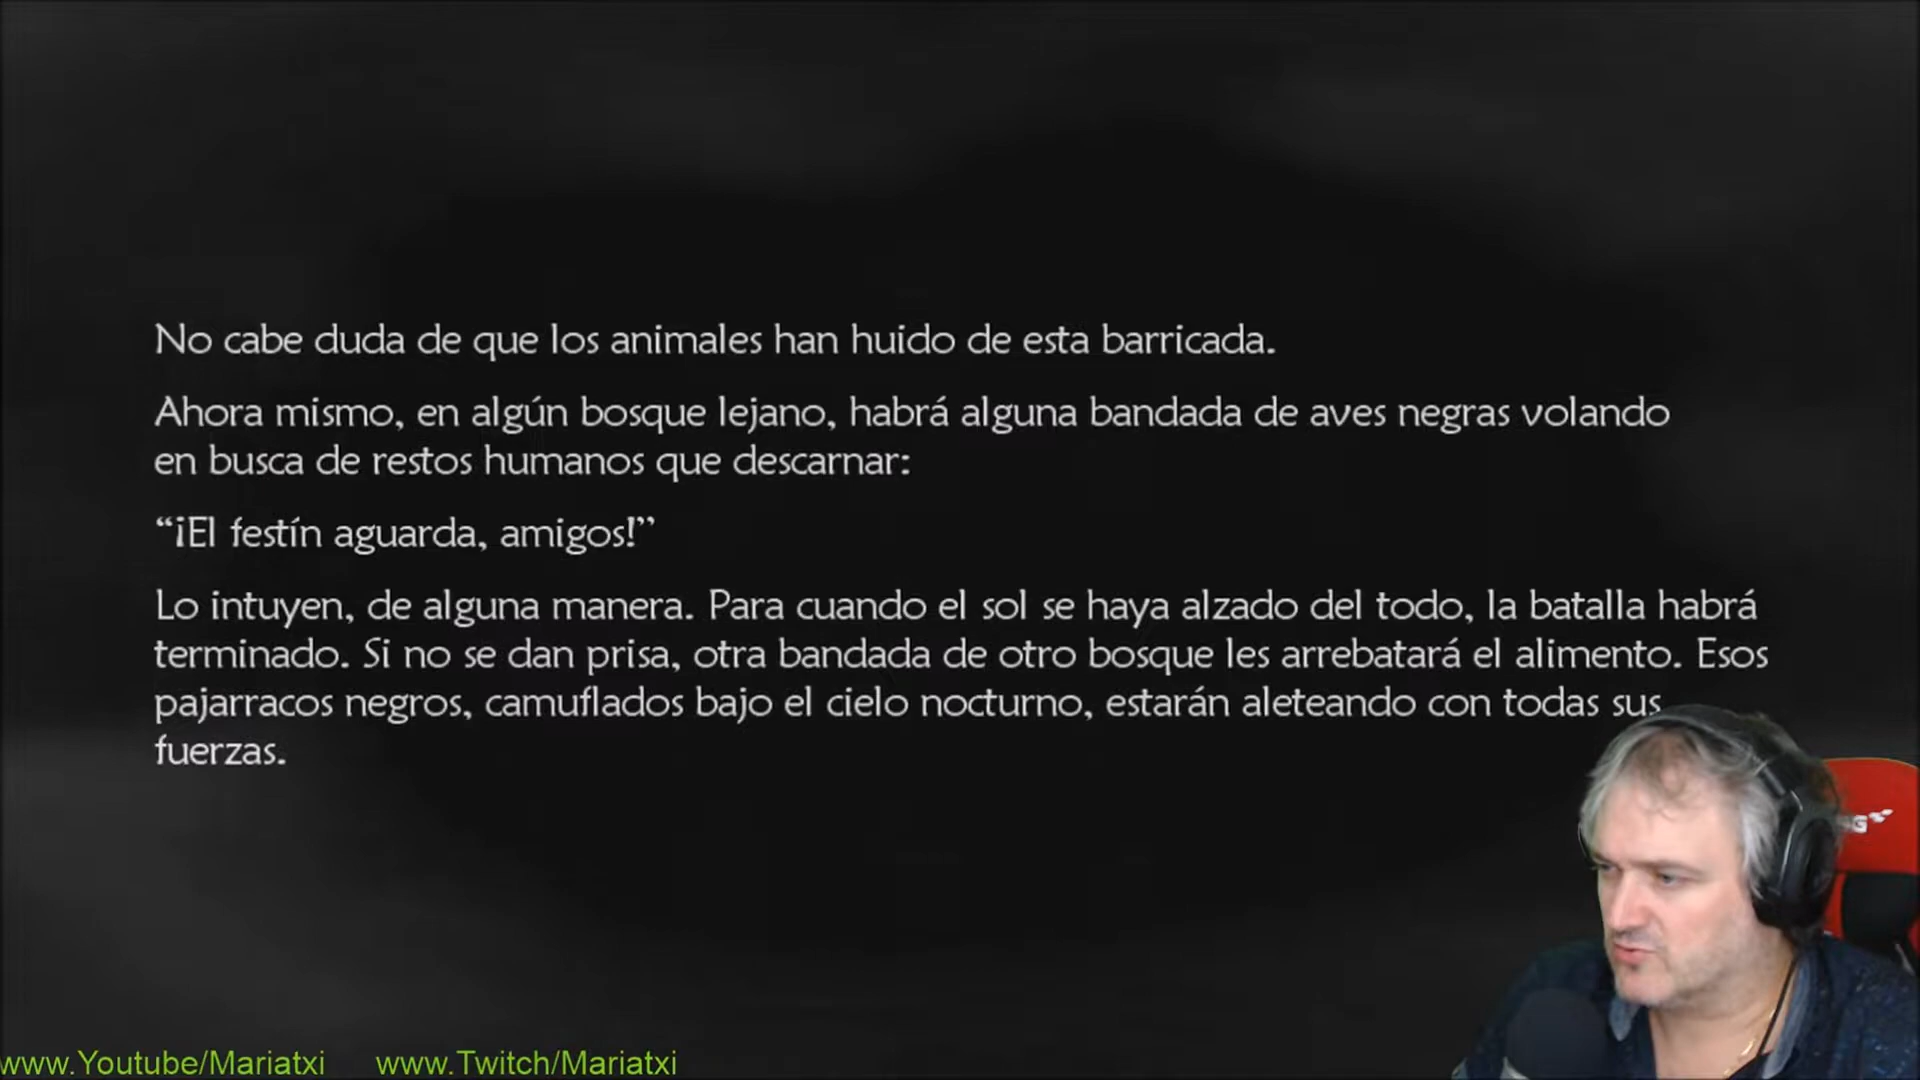 No cabe duda de que los animales han huido de esta barricada.
Ahora mismo, en algún bosque lejano, habrá alguna bandada de aves negras volando
en busca de restos humanos que descarnar:
“¡El festín aguarda, amigos!”
Lo intuyen, de alguna manera. Para cuando el sol se haya alzado del todo, la batalla habrá
terminado. Si no se dan prisa, otra bandada de otro bosque les arrebatará el alimento. Esos
pajarracos negros, camuflados bajo el cielo nocturno, estarán aleteando con todas sus
fuerzas.
www.Youtube/Mariatxi www.Twitch/Mariatxi